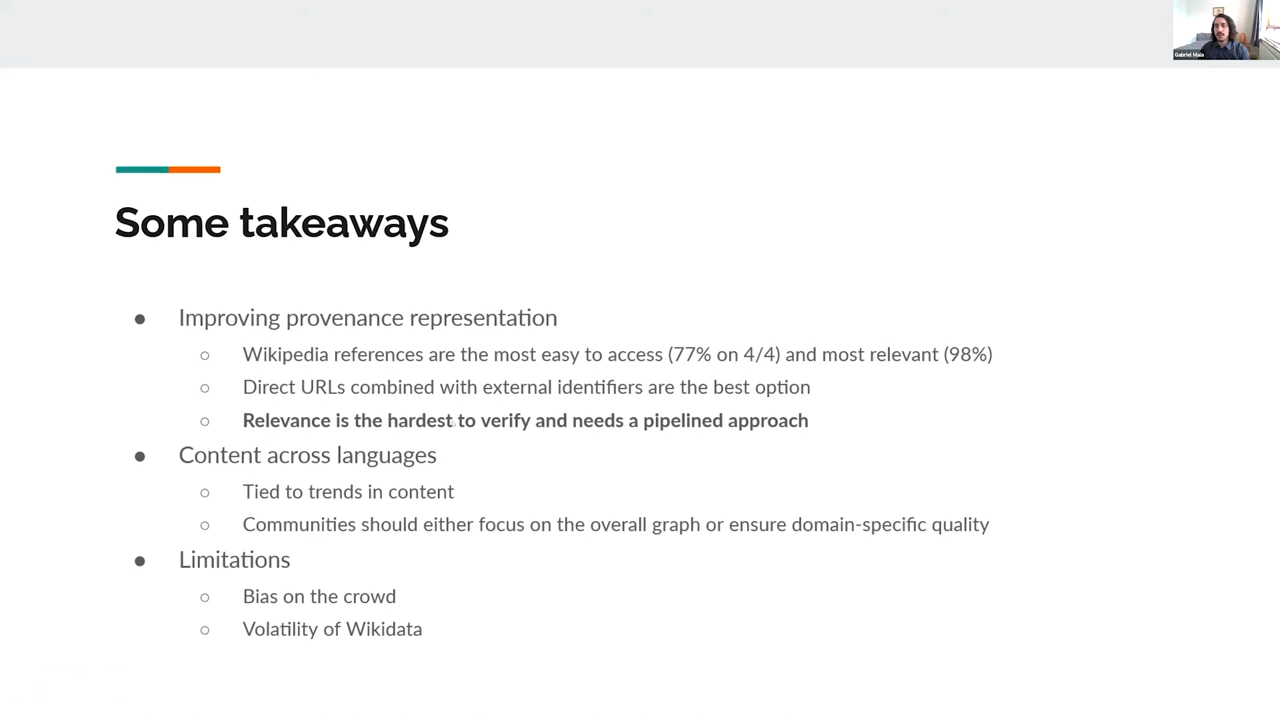 Gabriel Maia
Some takeaways
● Improving provenance representation
○ Wikipedia references are the most easy to access (77% on 4/4) and most relevant (98%)
○ Direct URLs combined with external identifiers are the best option
○ Relevance is the hardest to verify and needs a pipelined approach
● Content across languages
○ Tied to trends in content
○ Communities should either focus on the overall graph or ensure domain-specific quality
● Limitations
○ Bias on the crowd
○ Volatility of Wikidata